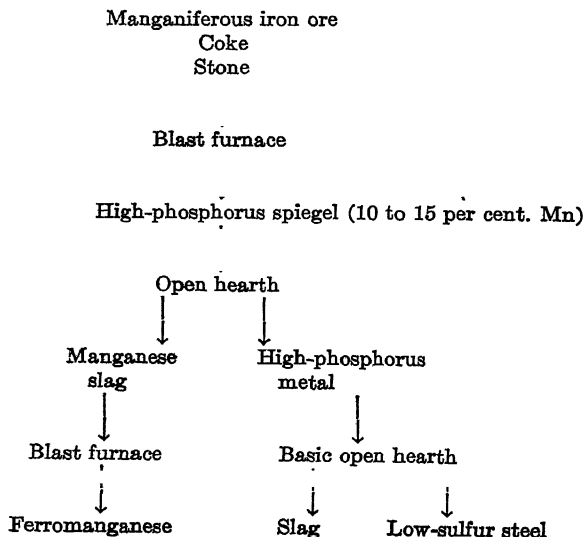 Manganiferous iron ore
Coke
Stone
Blast furnace
High-phosphorus spiegel (10 to 15 per cent. Mn)
Open hearth
Manganese
slag
High-phosphorus
metal
Blast furnace
Basic open hearth
Ferromanganese
Slag
Low-sulfur steel